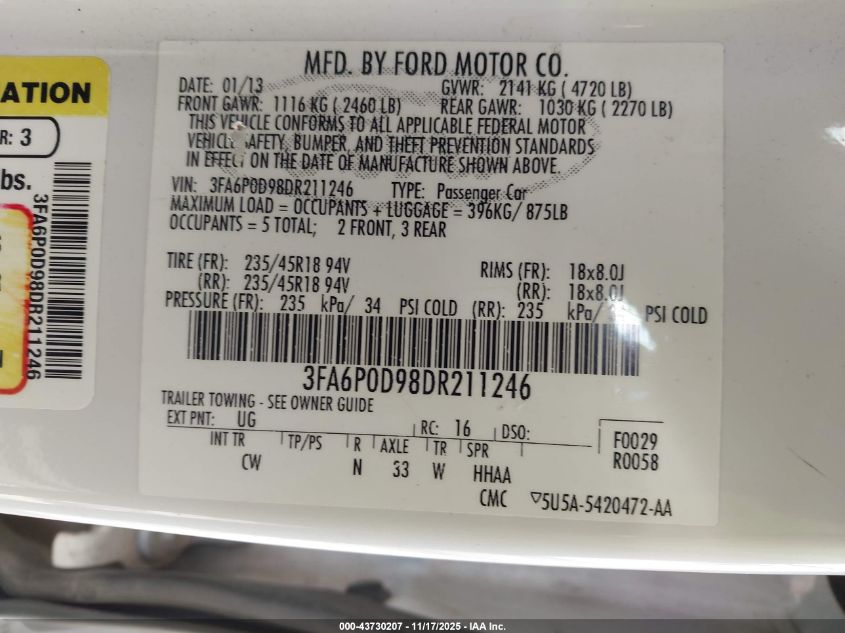 ATION
R: 3
bs.
3FA6P0D98DR211246
MFD. BY FORD MOTOR CO.
DATE: 01/13 GVWR: 2141 KG ( 4720 LB)
FRONT GAWR: 1116 KG ( 2460 LB) REAR GAWR: 1030 KG ( 2270 LB)
THIS VEHICLE CONFORMS TO ALL APPLICABLE FEDERAL MOTOR
VEHICLE SAFETY, BUMPER, AND THEFT PREVENTION STANDARDS
IN EFFECT ON THE DATE OF MANUFACTURE SHOWN ABOVE.
VIN: 3FA6P0D98DR211246 TYPE: Passenger Car
MAXIMUM LOAD = OCCUPANTS + LUGGAGE = 396KG/ 875LB
OCCUPANTS = 5 TOTAL; 2 FRONT, 3 REAR
TIRE (FR): 235/45R18 94V RIMS (FR): 18x8.0J
(RR): 235/45R18 94V (RR): 18x8.0J
PRESSURE (FR): 235 kPa/ 34 PSI COLD (RR): 235 kPa/ PSI COLD
3FA6P0D98DR211246
TRAILER TOWING - SEE OWNER GUIDE
EXT PNT: UG RC: 16 DSO:
INT TR TP/PS R AXLE TR SPR
CW N 33 W HHAA
F0029
R0058
CMC ▽5U5A-5420472-AA
000-43730207 - 11/17/2025 - IAA Inc.